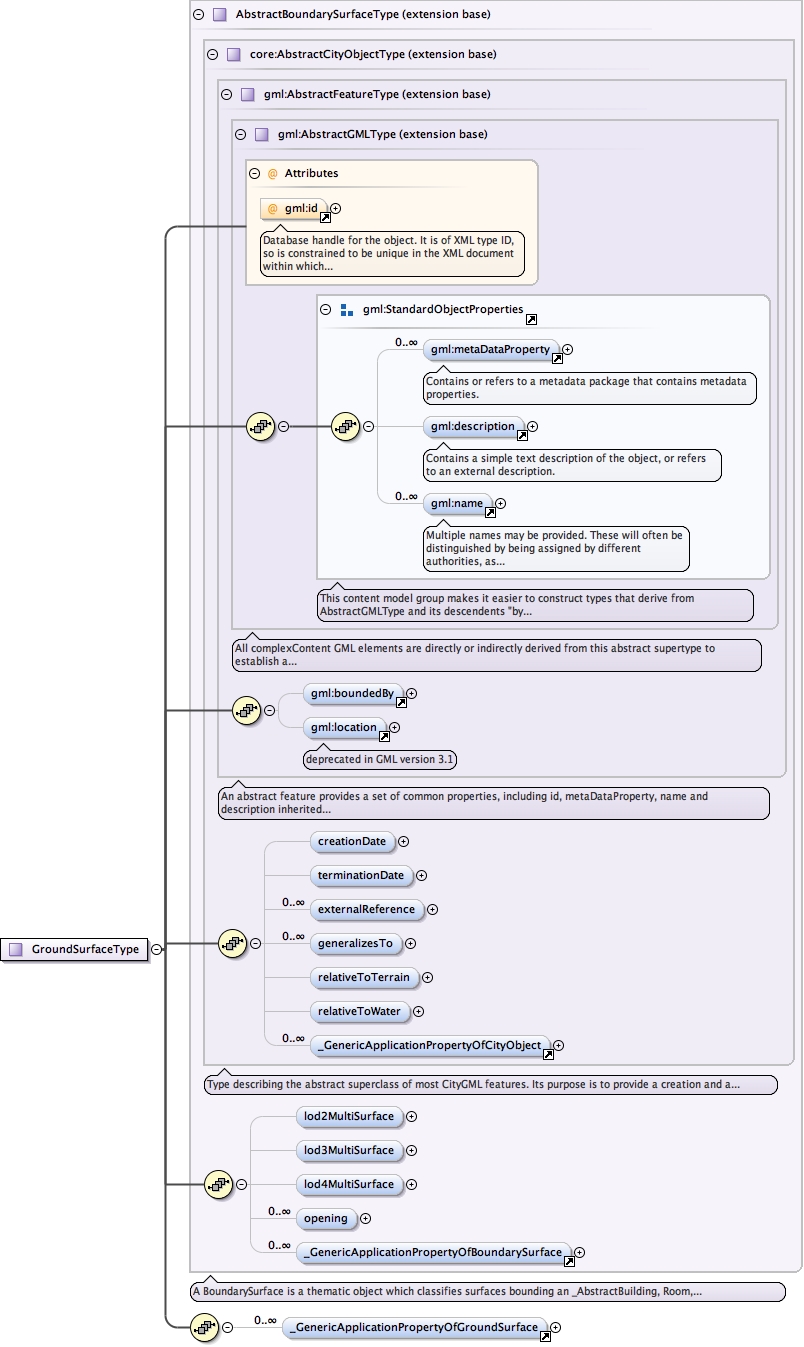 AbstractBoundarySurfaceType (extension base)
core:AbstractCityObjectType (extension base)
gml:AbstractFeatureType (extension base)
gml:AbstractGMLType (extension base)
@ Attributes
@ gml:id
Database handle for the object. It is of XML type ID,
so is constrained to be unique in the XML document
within which...
gml:StandardObjectProperties
0..∞
gml:metaDataProperty
Contains or refers to a metadata package that contains metadata
properties.
gml:description
Contains a simple text description of the object, or refers
to an external description.
0..∞
gml:name
Multiple names may be provided. These will often be
distinguished by being assigned by different
authorities, as...
This content model group makes it easier to construct types that derive from
AbstractGMLType and its descendents "by...
All complexContent GML elements are directly or indirectly derived from this abstract supertype to
establish a...
gml:boundedBy
gml:location
deprecated in GML version 3.1
An abstract feature provides a set of common properties, including id, metaDataProperty, name and
description inherited...
creationDate
terminationDate
0..∞
externalReference
0..∞
generalizesTo
GroundSurfaceType
relativeToTerrain
relativeToWater
0..∞
_GenericApplicationPropertyOfCityObject
Type describing the abstract superclass of most CityGML features. Its purpose is to provide a creation and a...
lod2MultiSurface
lod3MultiSurface
lod4MultiSurface
0..∞
opening
0..∞
_GenericApplicationPropertyOfBoundarySurface
A BoundarySurface is a thematic object which classifies surfaces bounding an _AbstractBuilding, Room,...
0..∞
_GenericApplicationPropertyOfGroundSurface